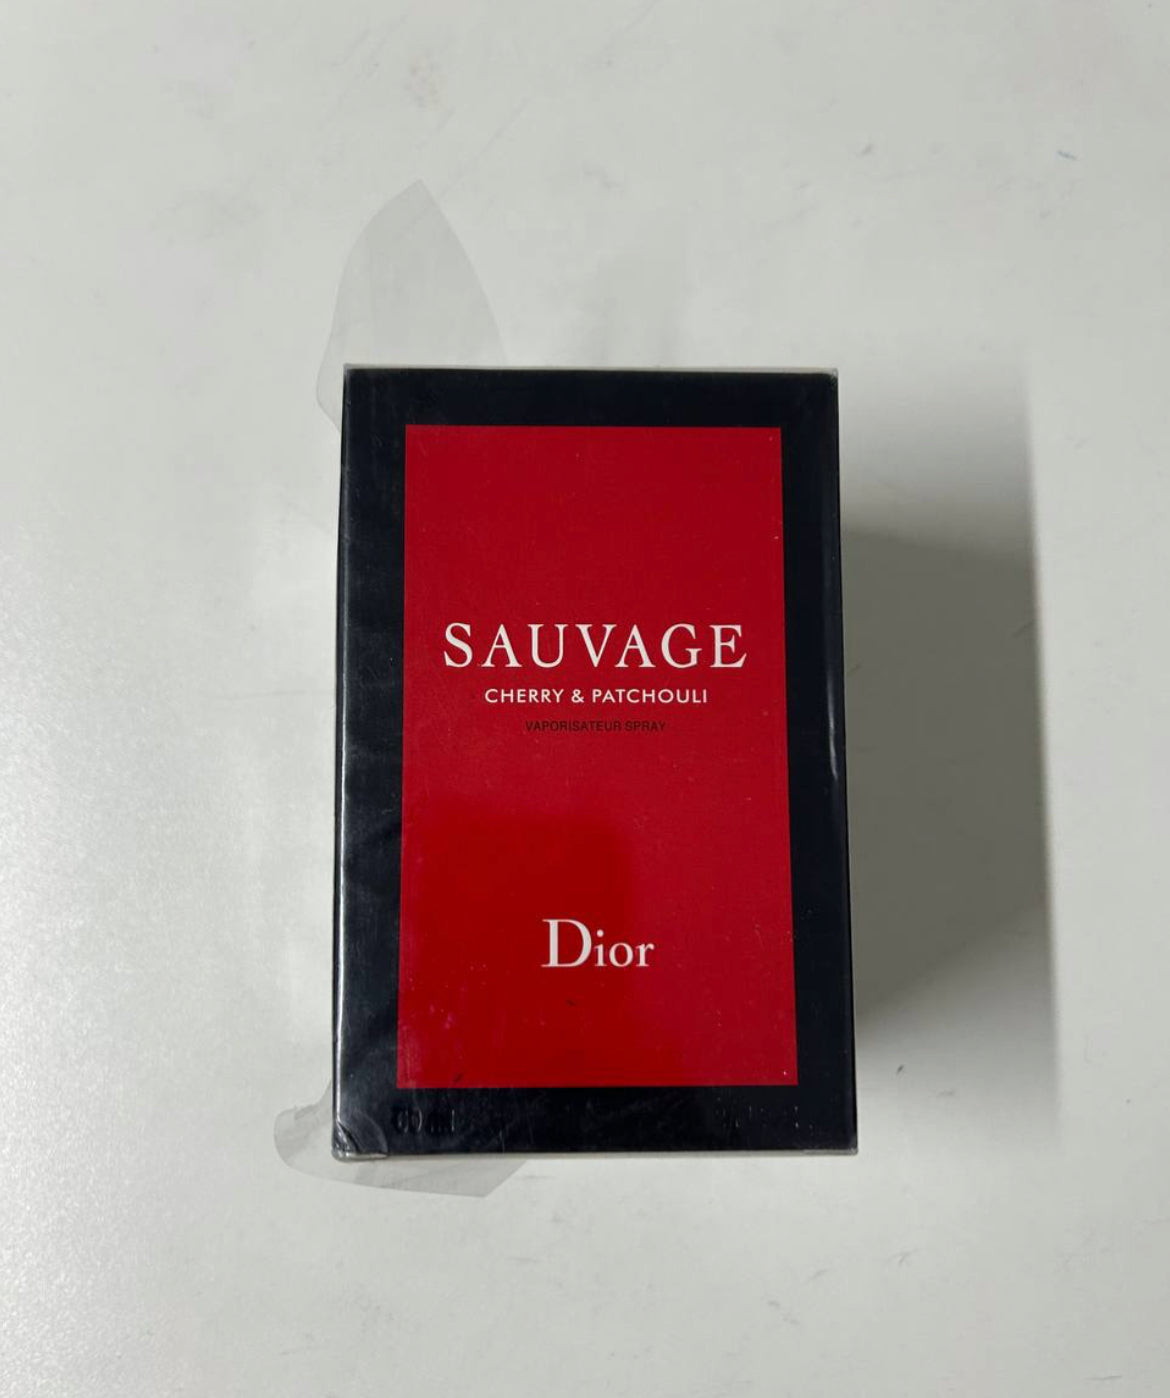 SAUVAGE
CHERRY & PATCHOULI
VAPORISATEUR SPRAY
Dior